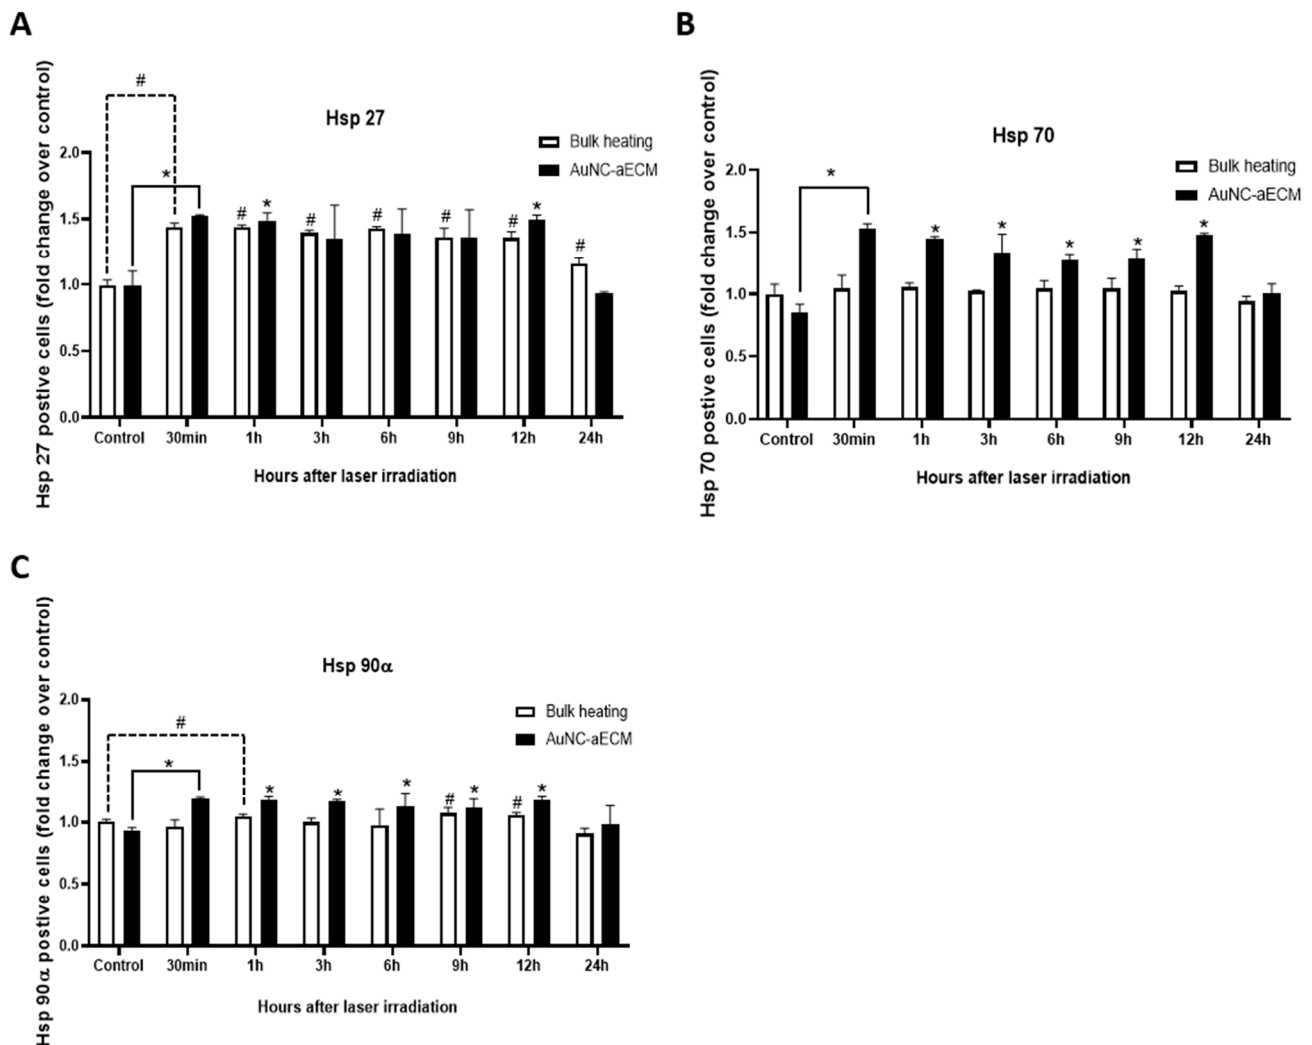 A
Hsp 27 postive cells (fold change over control)
Hsp 27
#
*
Bulk heating
AuNC-aECM
2.0
1.5
1.0
0.5
0.0
# * # # # # * #
Control 30min 1h 3h 6h 9h 12h 24h
Hours after laser irradiation
B
Hsp 70 postive cells (fold change over control)
Hsp 70
*
Bulk heating
AuNC-aECM
2.0
1.5
1.0
0.5
0.0
* * * * *
Control 30min 1h 3h 6h 9h 12h 24h
Hours after laser irradiation
C
Hsp 90α postive cells (fold change over control)
Hsp 90α
#
*
Bulk heating
AuNC-aECM
2.0
1.5
1.0
0.5
0.0
* * * # * # *
Control 30min 1h 3h 6h 9h 12h 24h
Hours after laser irradiation